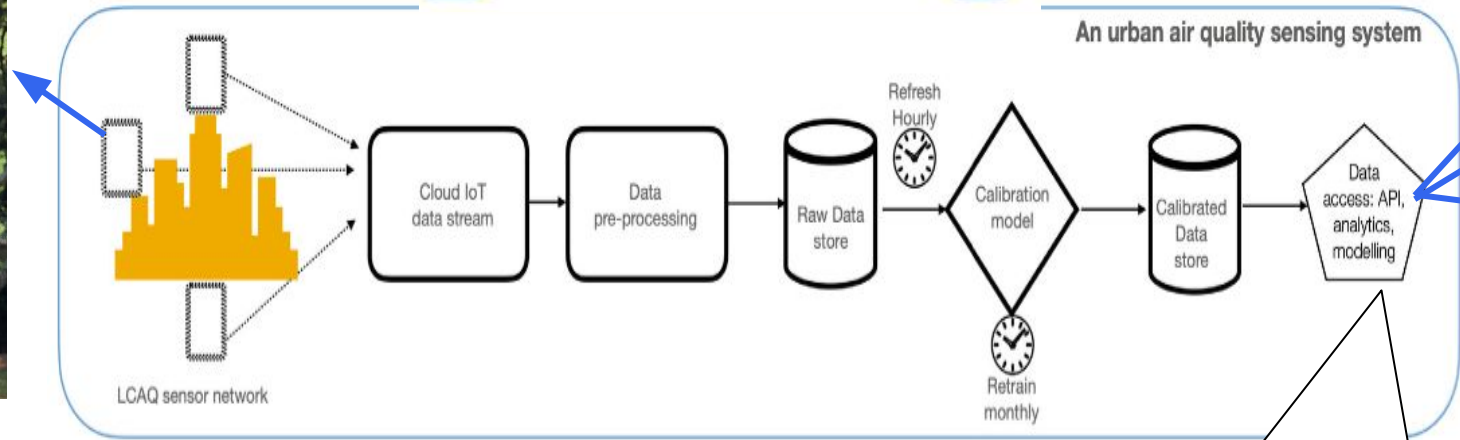 An urban air quality sensing system
LCAQ sensor network
Cloud IoT
data stream
Data
pre-processing
Raw Data
store
Refresh
Hourly
Calibration
model
Retrain
monthly
Calibrated
Data
store
Data
access: API,
analytics,
modelling